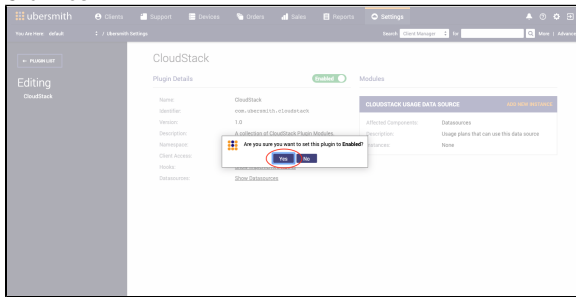 ubersmith Clients Support Devices Orders Sales Reports Settings
You Are Here default / Ubersmith Settings Search Client Manager for More | Advanced
← PLUGIN LIST
Editing
CloudStack
CloudStack
Plugin Details Enabled
Name: CloudStack
Identifier: com.ubersmith.cloudstack
Version: 1.0
Description: A collection of CloudStack Plugin Modules
Namespace:
Client Access:
Hooks:
Datasources: Show Datasources
Modules
CLOUDSTACK USAGE DATA SOURCE ADD NEW INSTANCE
Affected Components: Datasources
Description: Usage plans that can use this data source
Instances: None
Are you sure you want to set this plugin to Enabled?
Yes No